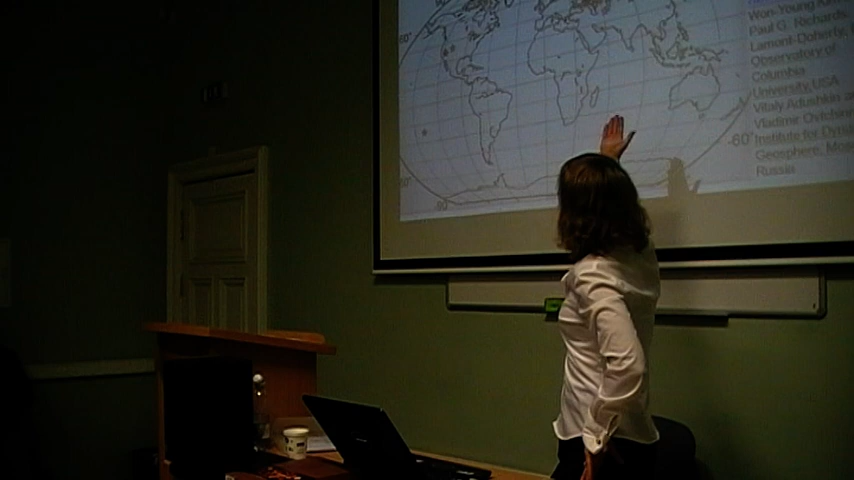 Won-Young Kim
Paul G. Richards
Lamont-Doherty
Observatory of
Columbia
University USA
Vitaly Adushkin
Vladimir
-60° Institute for
Geosphere,
Russia